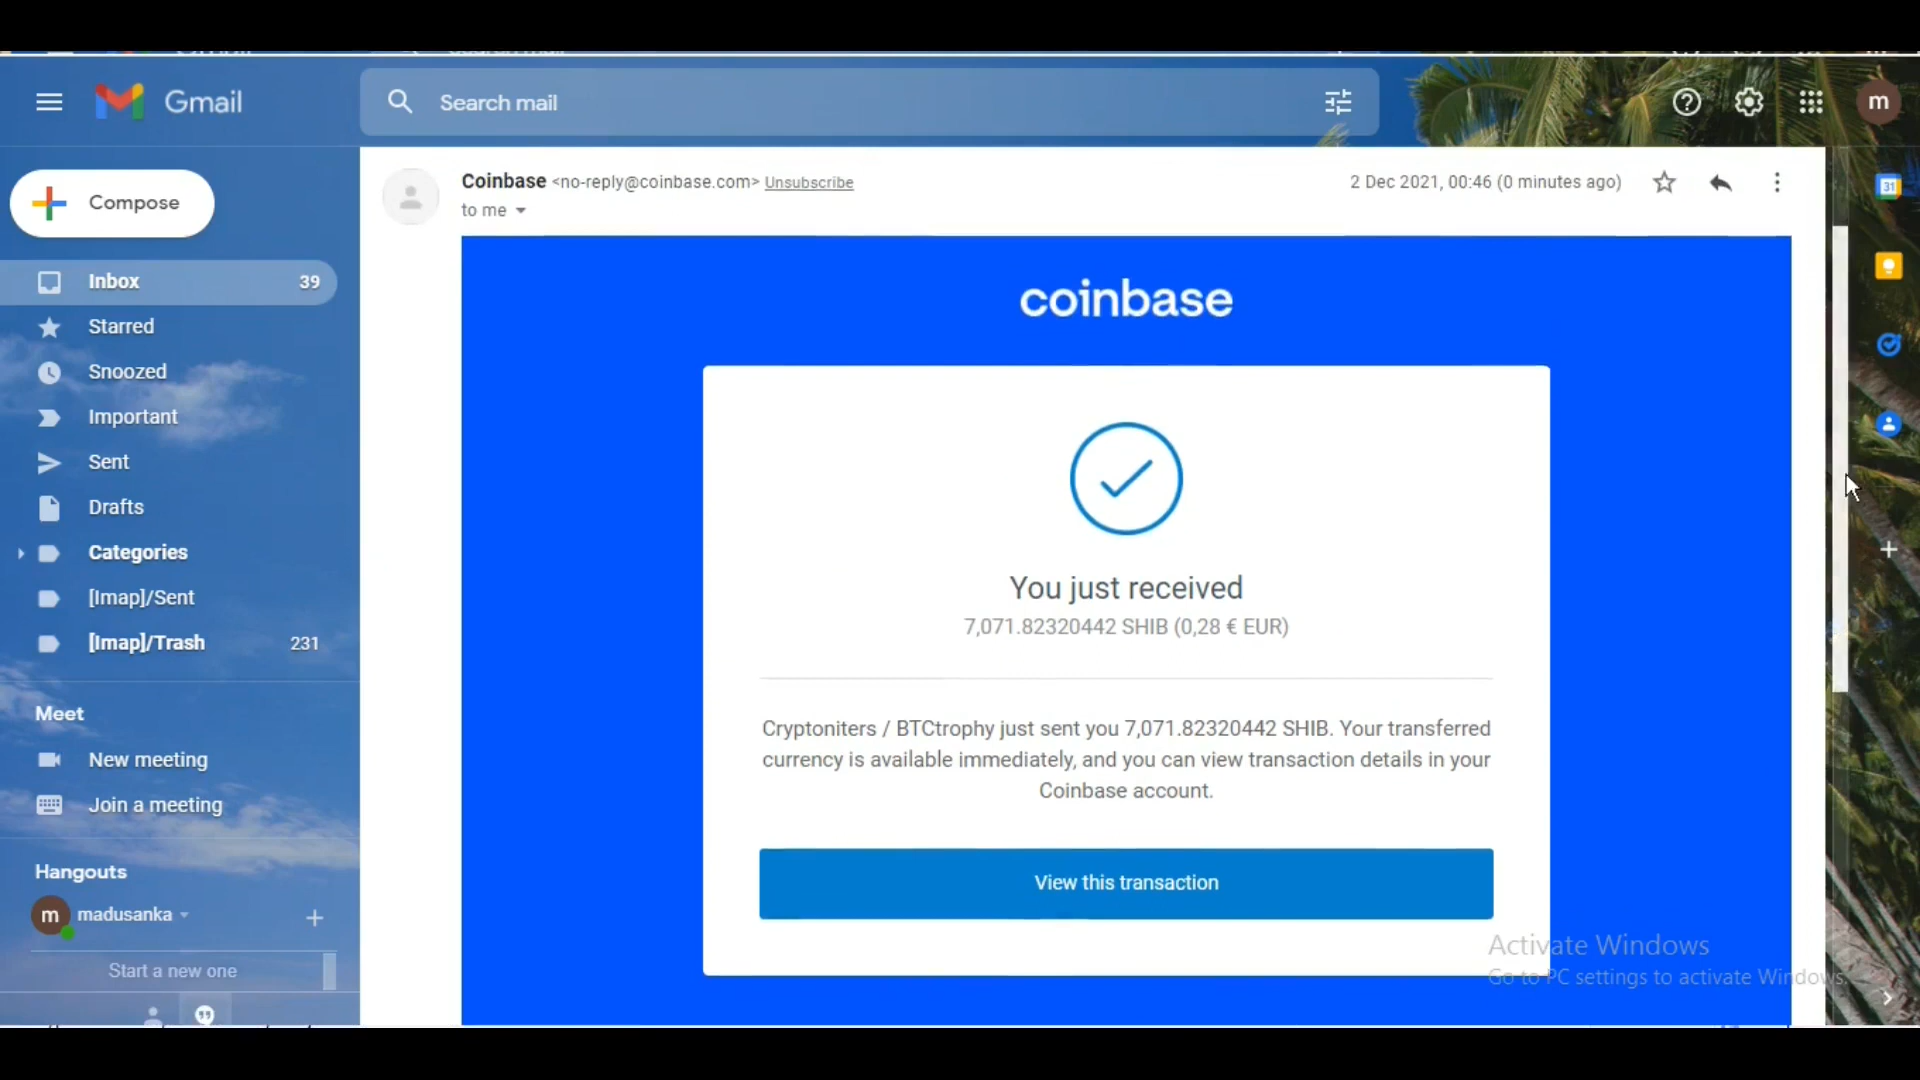 Gmail
Search mail
m
Compose
Coinbase <no-reply@coinbase.com> Unsubscribe
2 Dec 2021, 00:46 (0 minutes ago)
to me
31
Inbox 39
Starred
Snoozed
Important
Sent
Drafts
Categories
[Imap]/Sent
[Imap]/Trash 231
Meet
New meeting
Join a meeting
Hangouts
m madusanka
Start a new one
coinbase
You just received
7,071.82320442 SHIB (0,28 € EUR)
Cryptoniters / BTCtrophy just sent you 7,071.82320442 SHIB. Your transferred
currency is available immediately, and you can view transaction details in your
Coinbase account.
View this transaction
Activate Windows
Go to PC settings to activate Windows.